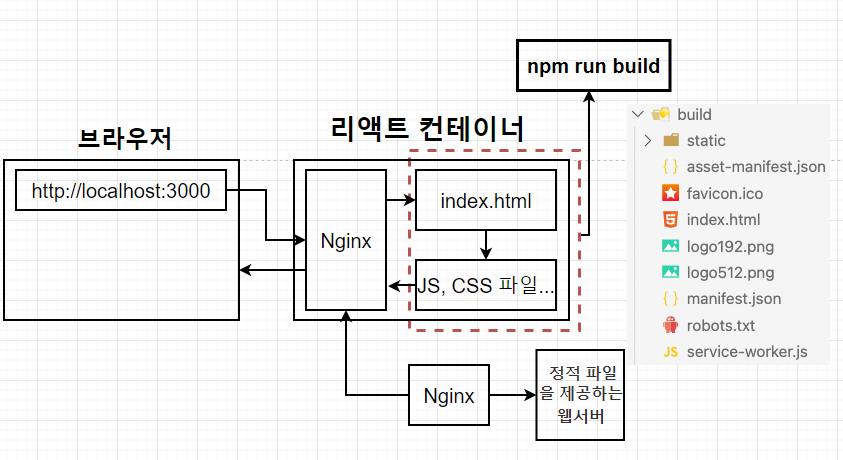 npm run build
브라우저
리액트 컨테이너
http://localhost:3000
Nginx
index.html
JS, CSS 파일...
Nginx
정적 파일
을 제공하는
웹서버
build
static
asset-manifest.json
favicon.ico
index.html
logo192.png
logo512.png
manifest.json
robots.txt
service-worker.js